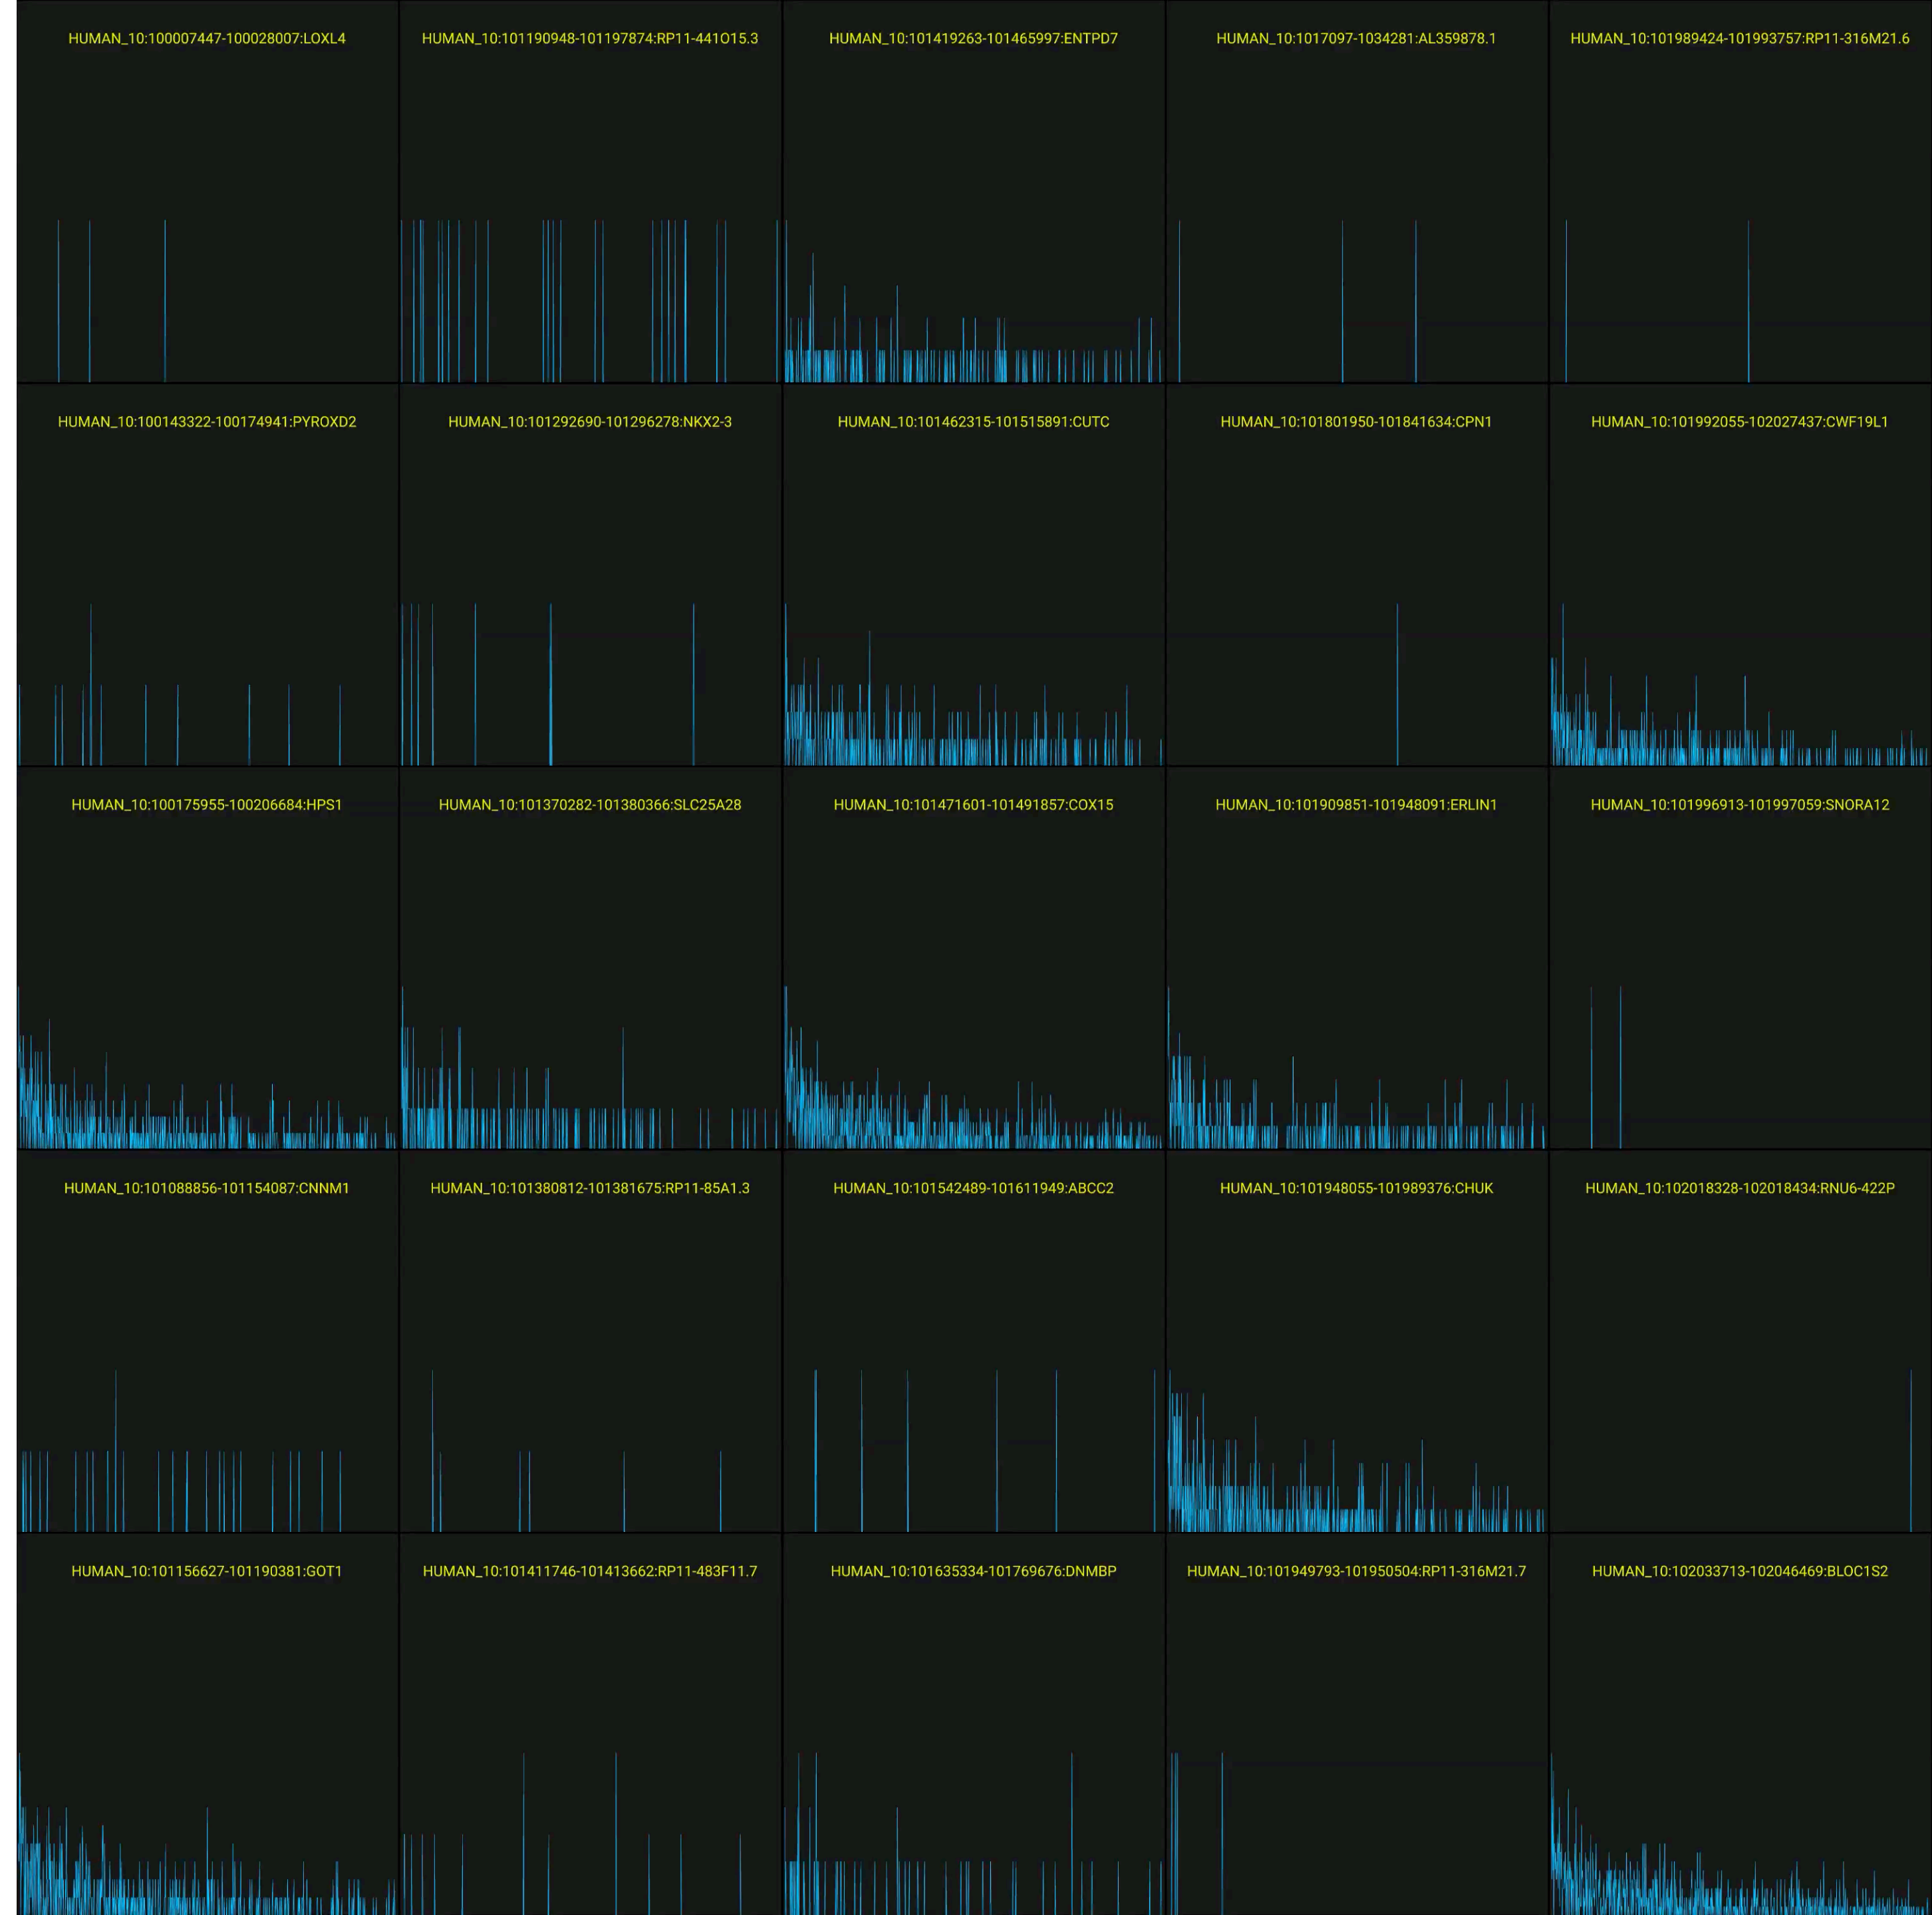 HUMAN_10:100007447-100028007:LOXL4
HUMAN_10:101190948-101197874:RP11-441O15.3
HUMAN_10:101419263-101465997:ENTPD7
HUMAN_10:1017097-1034281:AL359878.1
HUMAN_10:101989424-101993757:RP11-316M21.6
HUMAN_10:100143322-100174941:PYROXD2
HUMAN_10:101292690-101296278:NKX2-3
HUMAN_10:101462315-101515891:CUTC
HUMAN_10:101801950-101841634:CPN1
HUMAN_10:101992055-102027437:CWF19L1
HUMAN_10:100175955-100206684:HPS1
HUMAN_10:101370282-101380366:SLC25A28
HUMAN_10:101471601-101491857:COX15
HUMAN_10:101909851-101948091:ERLIN1
HUMAN_10:101996913-101997059:SNORA12
HUMAN_10:101088856-101154087:CNNM1
HUMAN_10:101380812-101381675:RP11-85A1.3
HUMAN_10:101542489-101611949:ABCC2
HUMAN_10:101948055-101989376:CHUK
HUMAN_10:102018328-102018434:RNU6-422P
HUMAN_10:101156627-101190381:GOT1
HUMAN_10:101411746-101413662:RP11-483F11.7
HUMAN_10:101635334-101769676:DNMBP
HUMAN_10:101949793-101950504:RP11-316M21.7
HUMAN_10:102033713-102046469:BLOC1S2